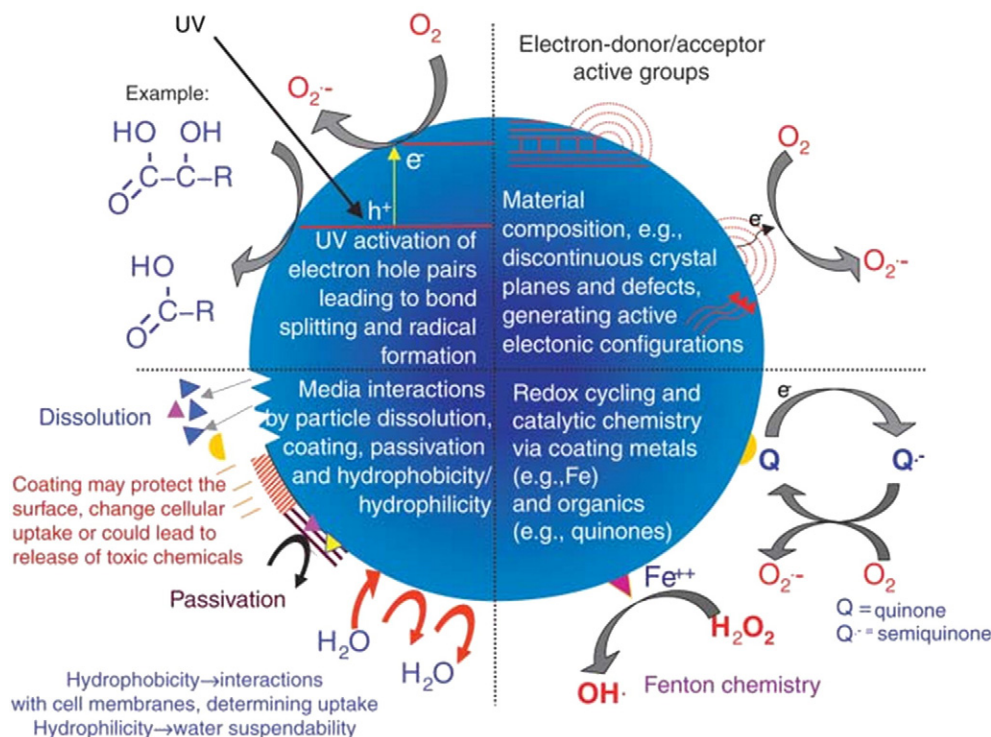 UV
O₂
O₂·-
Example:
HO OH
C-C-R
O
HO
C-R
O
e-
h+
UV activation of
electron hole pairs
leading to bond
splitting and radical
formation
Electron-donor/acceptor
active groups
O₂
e-
O₂·-
Material
composition, e.g.,
discontinuous crystal
planes and defects,
generating active
electonic configurations
Dissolution
Media interactions
by particle dissolution,
coating, passivation
and hydrophobicity/
hydrophilicity
Coating may protect the
surface, change cellular
uptake or could lead to
release of toxic chemicals
Passivation
H₂O
H₂O
Hydrophobicity→interactions
with cell membranes, determining uptake
Hydrophilicity→water suspendability
Redox cycling and
catalytic chemistry
via coating metals
(e.g.,Fe)
and organics
(e.g., quinones)
e-
Q
Q·-
O₂·-
O₂
Q = quinone
Q·- = semiquinone
Fe++
H₂O₂
OH·
Fenton chemistry